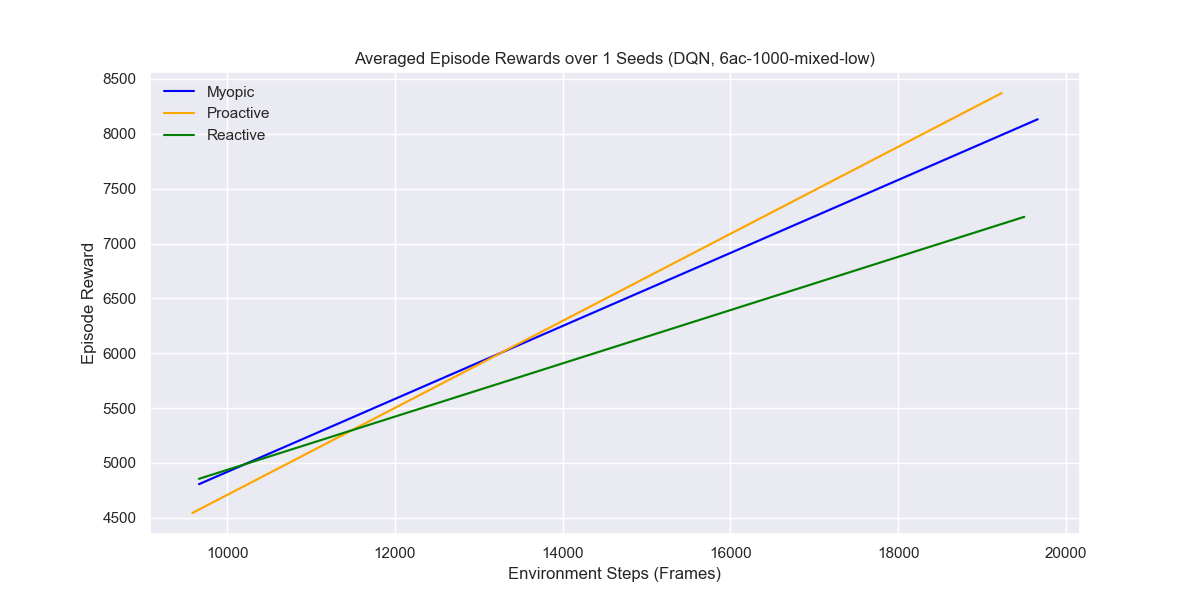 Averaged Episode Rewards over 1 Seeds (DQN, 6ac-1000-mixed-low)
8500
8000
7500
7000
6500
6000
5500
5000
4500
Episode Reward
Myopic
Proactive
Reactive
10000
12000
14000
16000
18000
20000
Environment Steps (Frames)